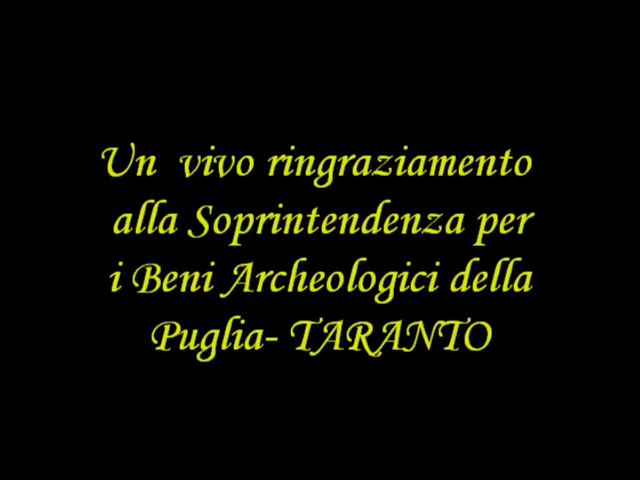 Un vivo ringraziamento
alla Soprintendenza per
i Beni Archeologici della
Puglia- TARANTO